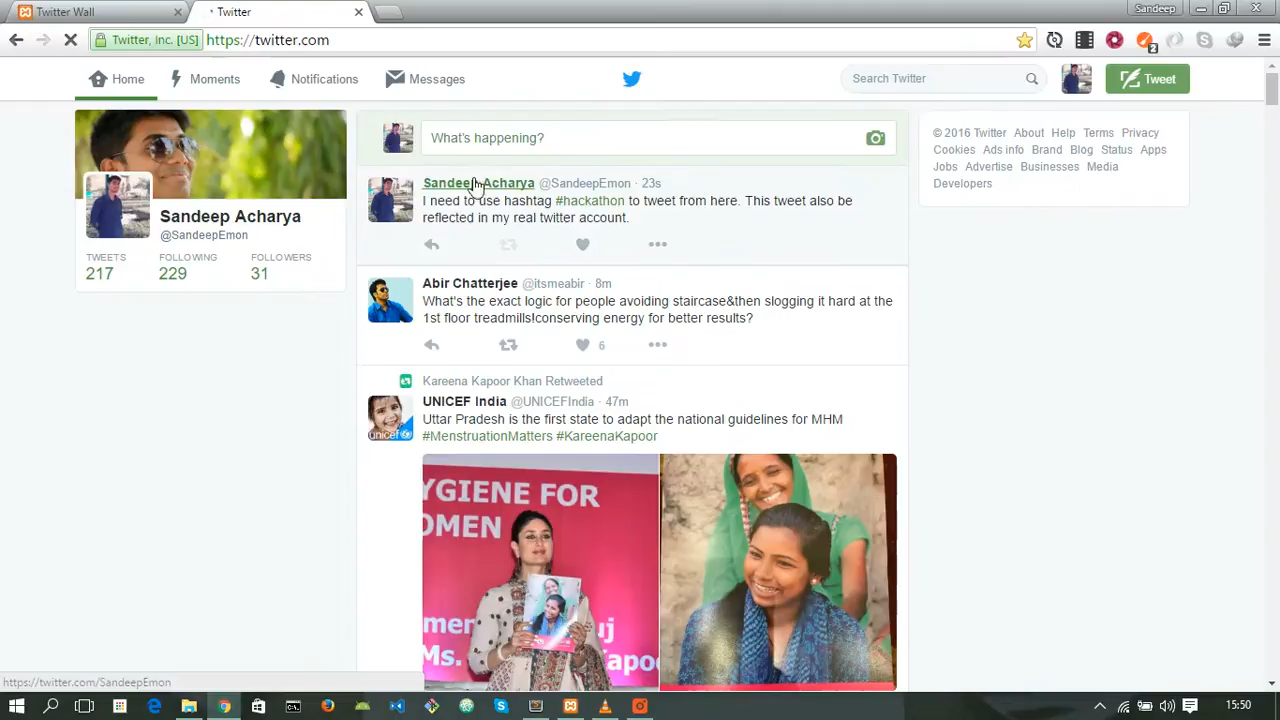 Twitter Wall
Twitter
Sandeep
Twitter, Inc. [US]
https://twitter.com
2
Home
Moments
Notifications
Messages
Search Twitter
Tweet
What's happening?
Sandeep Acharya @SandeepEmon · 23s
I need to use hashtag #hackathon to tweet from here. This tweet also be
reflected in my real twitter account.
Sandeep Acharya
@SandeepEmon
TWEETS FOLLOWING FOLLOWERS
217 229 31
Abir Chatterjee @itsmeabir · 8m
What's the exact logic for people avoiding staircase&then slogging it hard at the
1st floor treadmills!conserving energy for better results?
6
Kareena Kapoor Khan Retweeted
UNICEF India @UNICEFIndia · 47m
Uttar Pradesh is the first state to adapt the national guidelines for MHM
#MenstruationMatters #KareenaKapoor
unicef
YGIENE FOR
OMEN
men
uj
Ms.
Kapo
© 2016 Twitter About Help Terms Privacy
Cookies Ads info Brand Blog Status Apps
Jobs Advertise Businesses Media
Developers
https://twitter.com/SandeepEmon
15:50